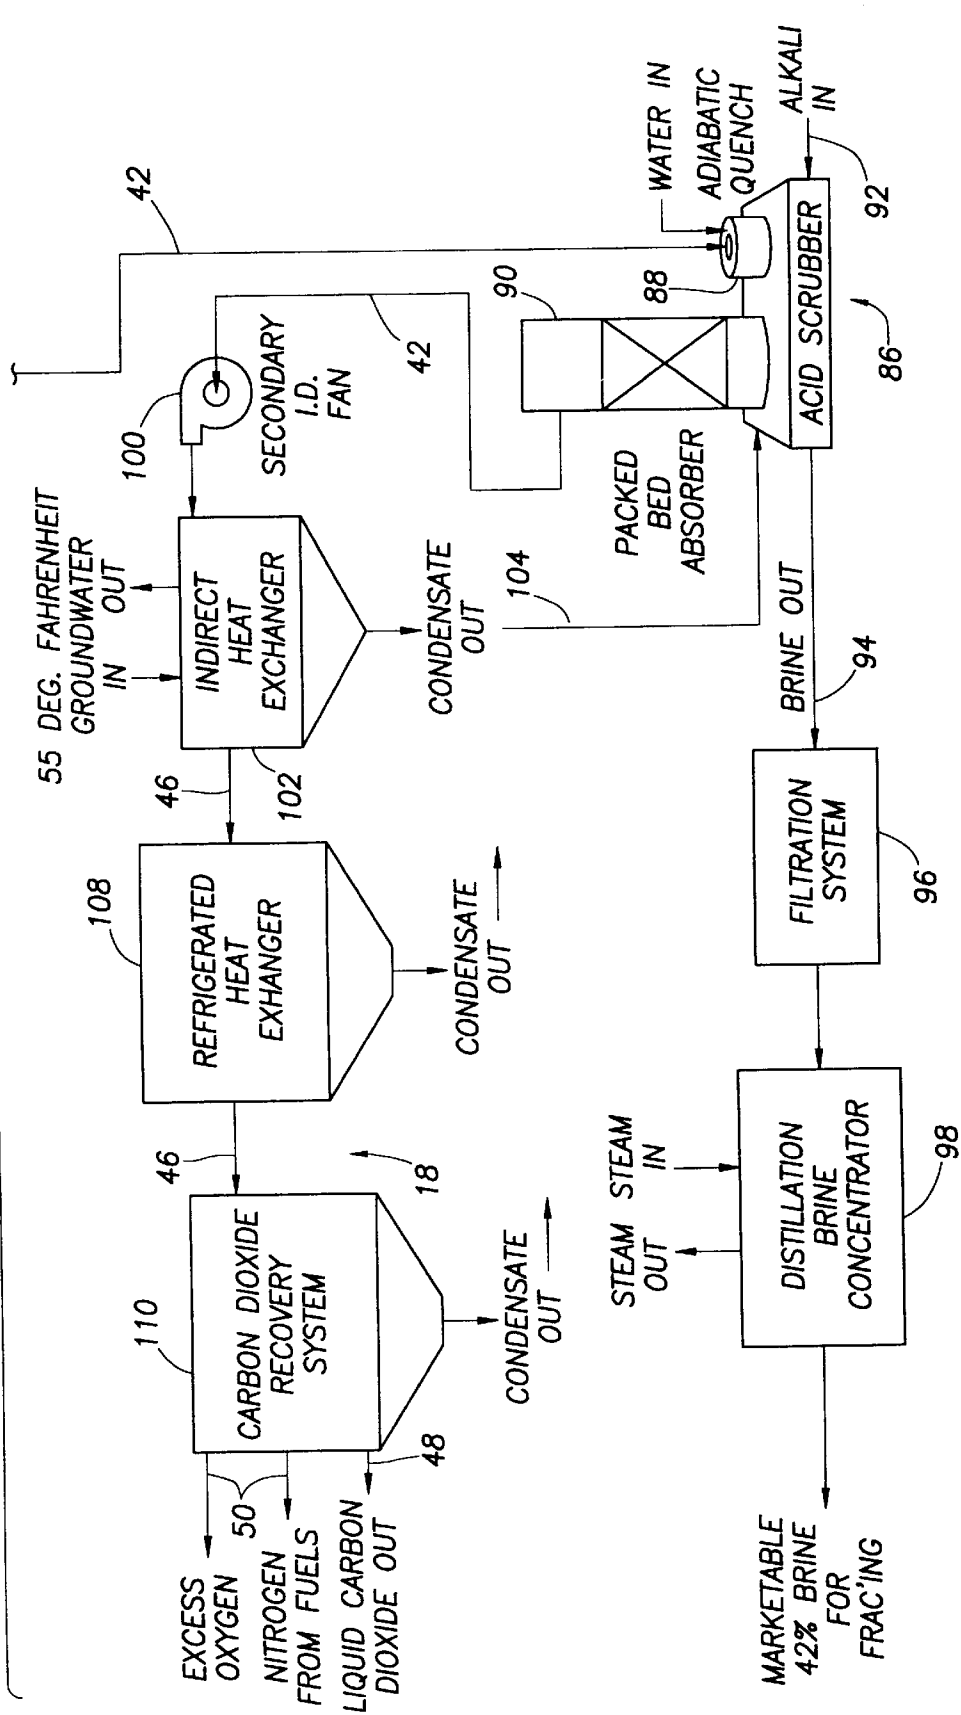 42
WATER IN
ADIABATIC
QUENCH
ALKALI
IN
92
88
ACID SCRUBBER
86
90
42
PACKED
BED
ABSORBER
100
SECONDARY
I.D.
FAN
55 DEG. FAHRENHEIT
GROUNDWATER
IN
OUT
INDIRECT
HEAT
EXCHANGER
102
CONDENSATE
OUT
104
46
108
REFRIGERATED
HEAT
EXHANGER
CONDENSATE
OUT
46
18
110
CARBON DIOXIDE
RECOVERY
SYSTEM
CONDENSATE
OUT
EXCESS
OXYGEN
50
NITROGEN
FROM FUELS
LIQUID CARBON
DIOXIDE OUT
48
BRINE OUT
94
FILTRATION
SYSTEM
96
STEAM
OUT
STEAM
IN
DISTILLATION
BRINE
CONCENTRATOR
98
MARKETABLE
42% BRINE
FOR
FRAC'ING